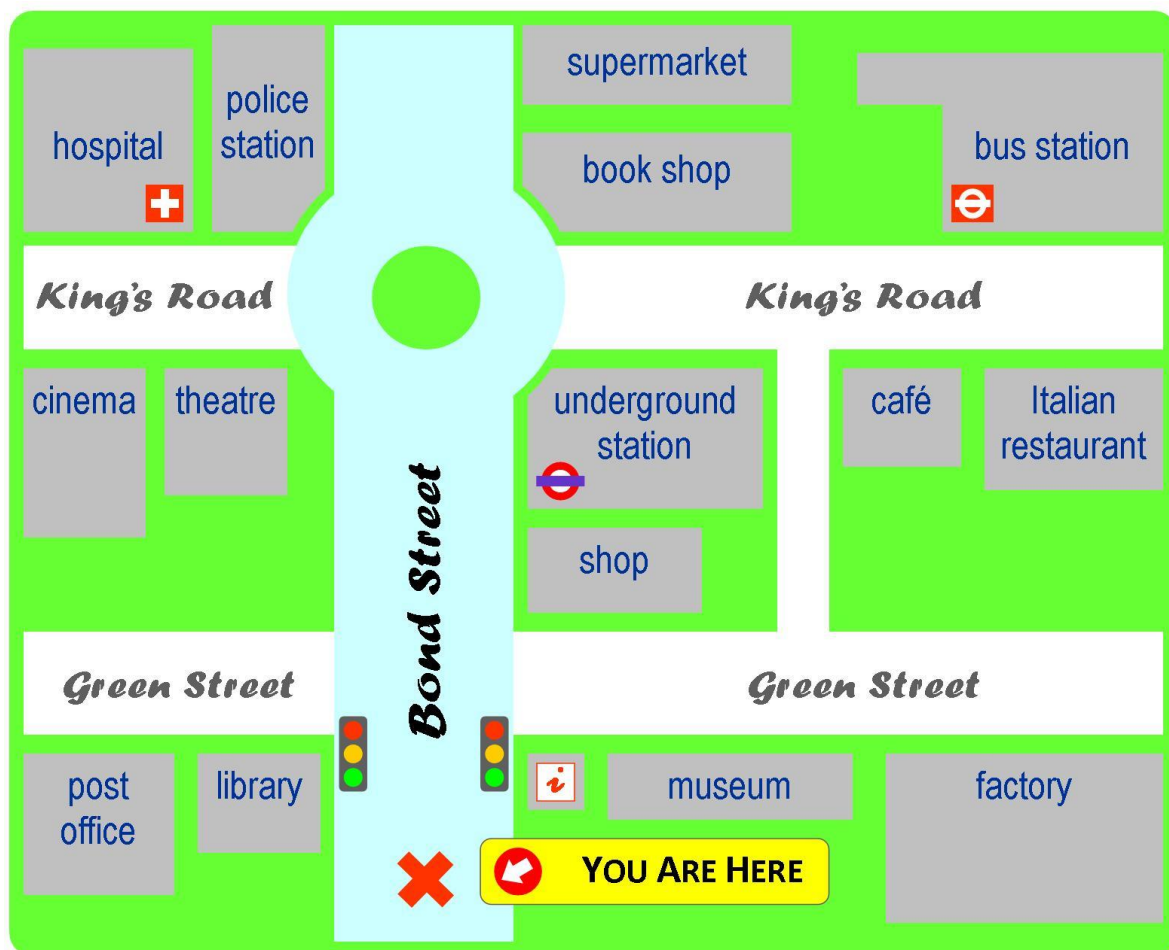 hospital
police
station
supermarket
book shop
bus station
King's Road
King's Road
cinema
theatre
underground
station
café
Italian
restaurant
shop
Bond Street
Green Street
Green Street
post
office
library
i
museum
factory
YOU ARE HERE